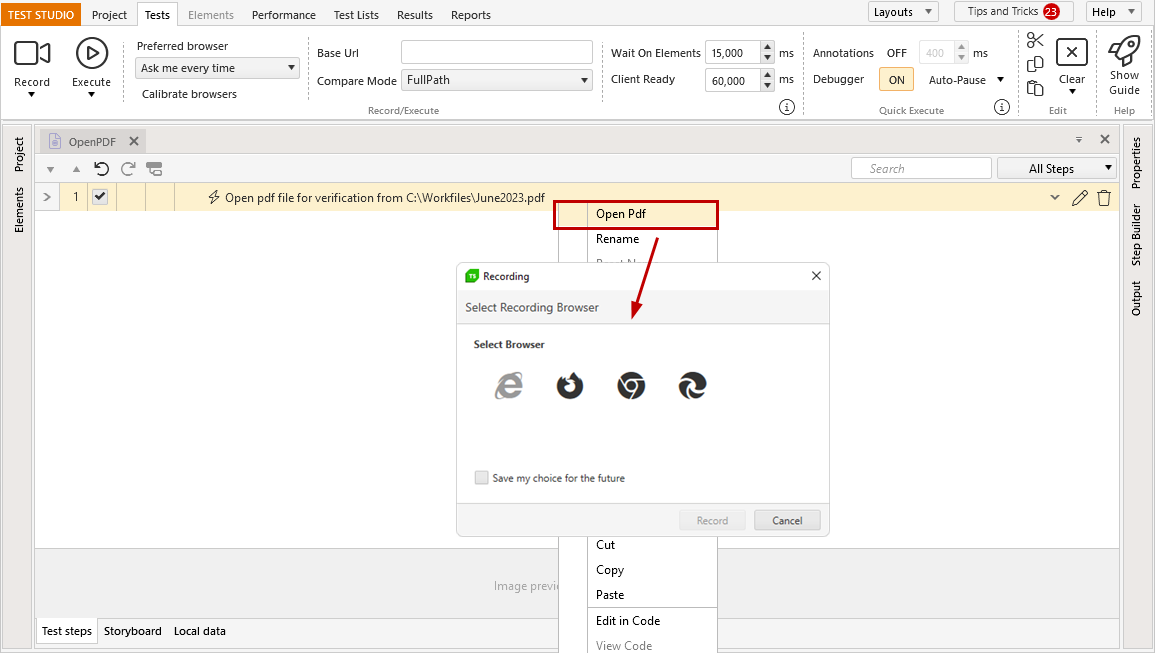 TEST STUDIO Project Tests Elements Performance Test Lists Results Reports Layouts Tips and Tricks 23 Help
Record
Execute
Preferred browser
Ask me every time
Calibrate browsers
Base Url
Compare Mode FullPath
Record/Execute
Wait On Elements 15,000 ms
Client Ready 60,000 ms
Annotations OFF 400 ms
Debugger ON Auto-Pause
Quick Execute
Clear
Edit
Show
Guide
Help
Project
Elements
OpenPDF
Search
All Steps
1 Open pdf file for verification from C:\Workfiles\June2023.pdf
Open Pdf
Rename
TS Recording
Select Recording Browser
Select Browser
Save my choice for the future
Record Cancel
Cut
Copy
Paste
Edit in Code
View Code
Image previ
Test steps Storyboard Local data
Properties
Step Builder
Output